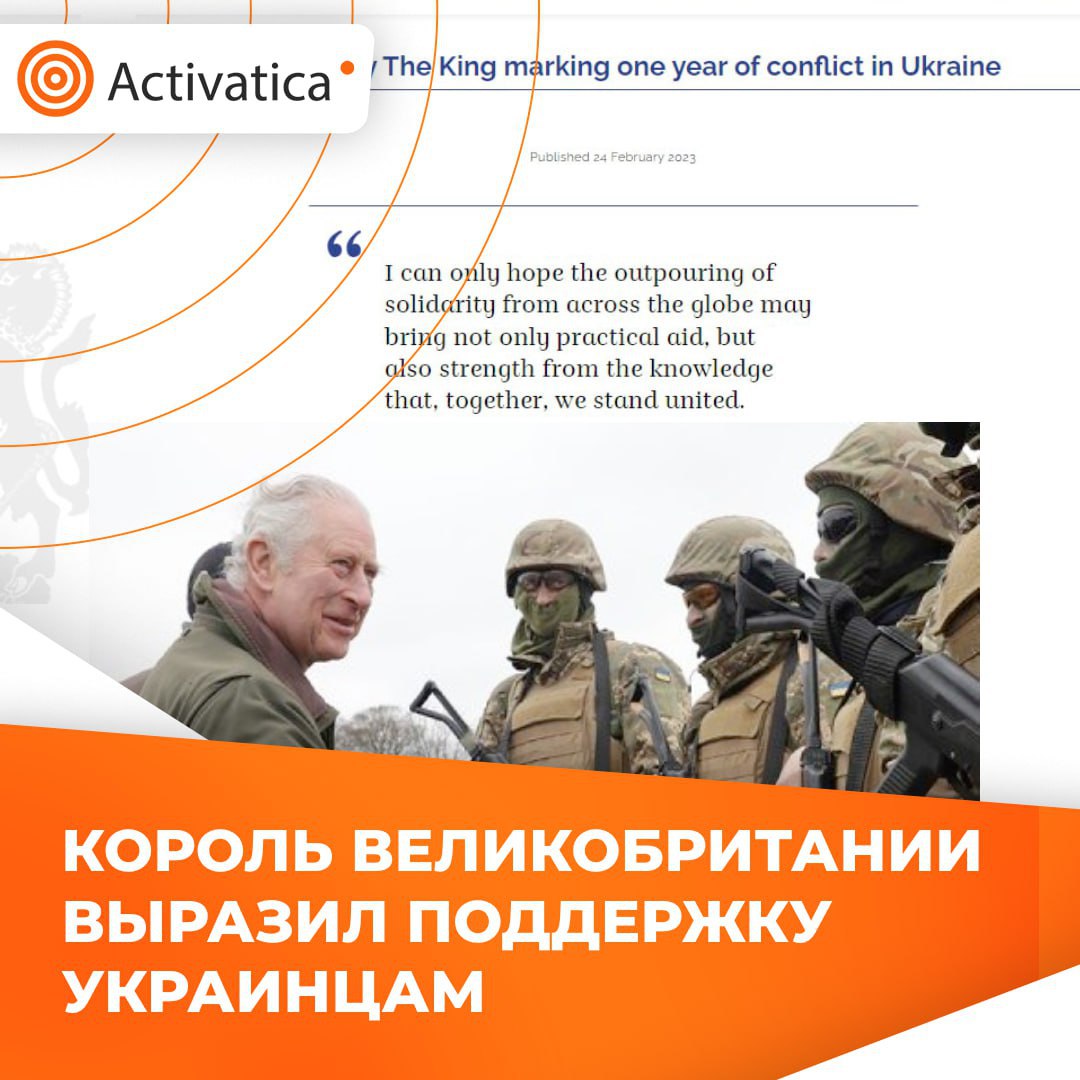 Activatica
The King marking one year of conflict in Ukraine
Published 24 February 2023
“
I can only hope the outpouring of
solidarity from across the globe may
bring not only practical aid, but
also strength from the knowledge
that, together, we stand united.
КОРОЛЬ ВЕЛИКОБРИТАНИИ
ВЫРАЗИЛ ПОДДЕРЖКУ
УКРАИНЦАМ